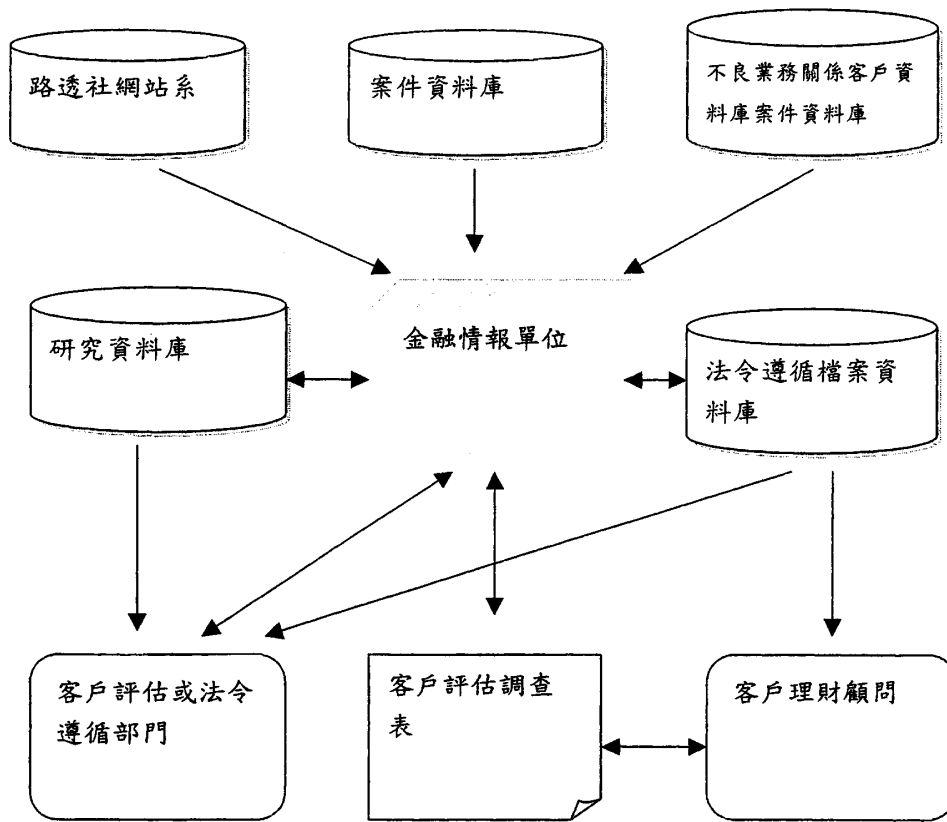 路透社網站系
案件資料庫
不良業務關係客戶資
料庫案件資料庫
研究資料庫
金融情報單位
法令遵循檔案資
料庫
客戶評估或法令
遵循部門
客戶評估調查
表
客戶理財顧問